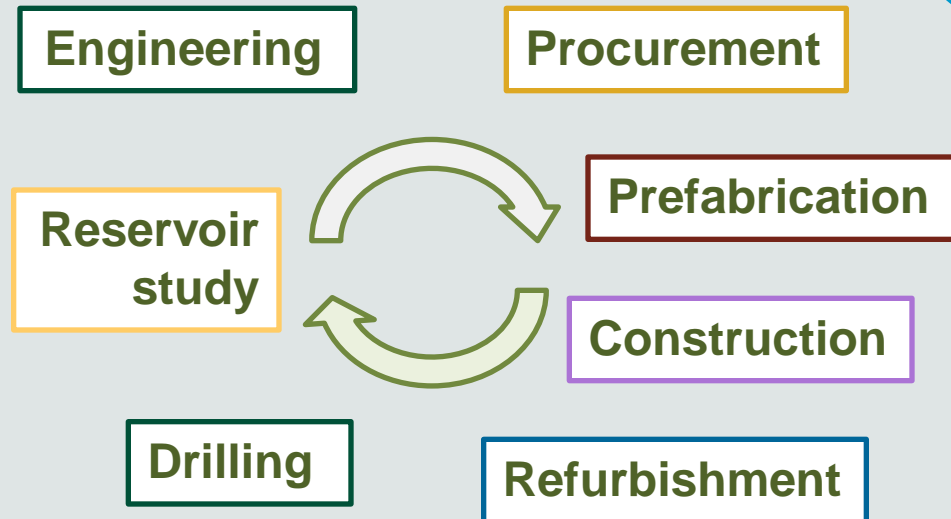 Engineering
Procurement
Prefabrication
Reservoir
study
Construction
Drilling
Refurbishment